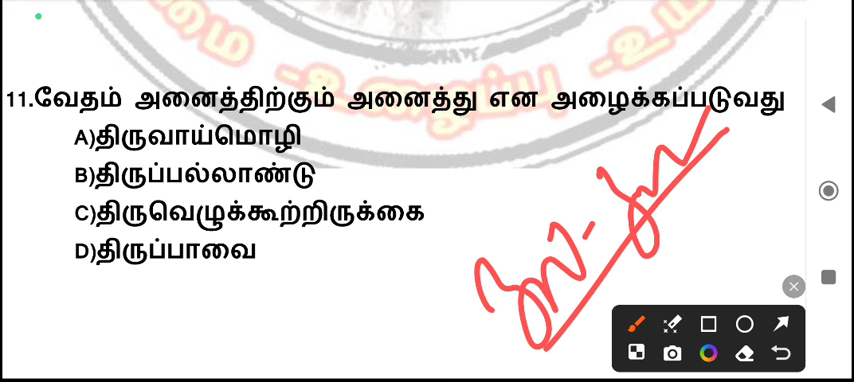 11.வேதம் அனைத்திற்கும் அனைத்து என அழைக்கப்படுவது
A)திருவாய்மொழி
B)திருப்பல்லாண்டு
C)திருவெழுக்கூற்றிருக்கை
D)திருப்பாவை